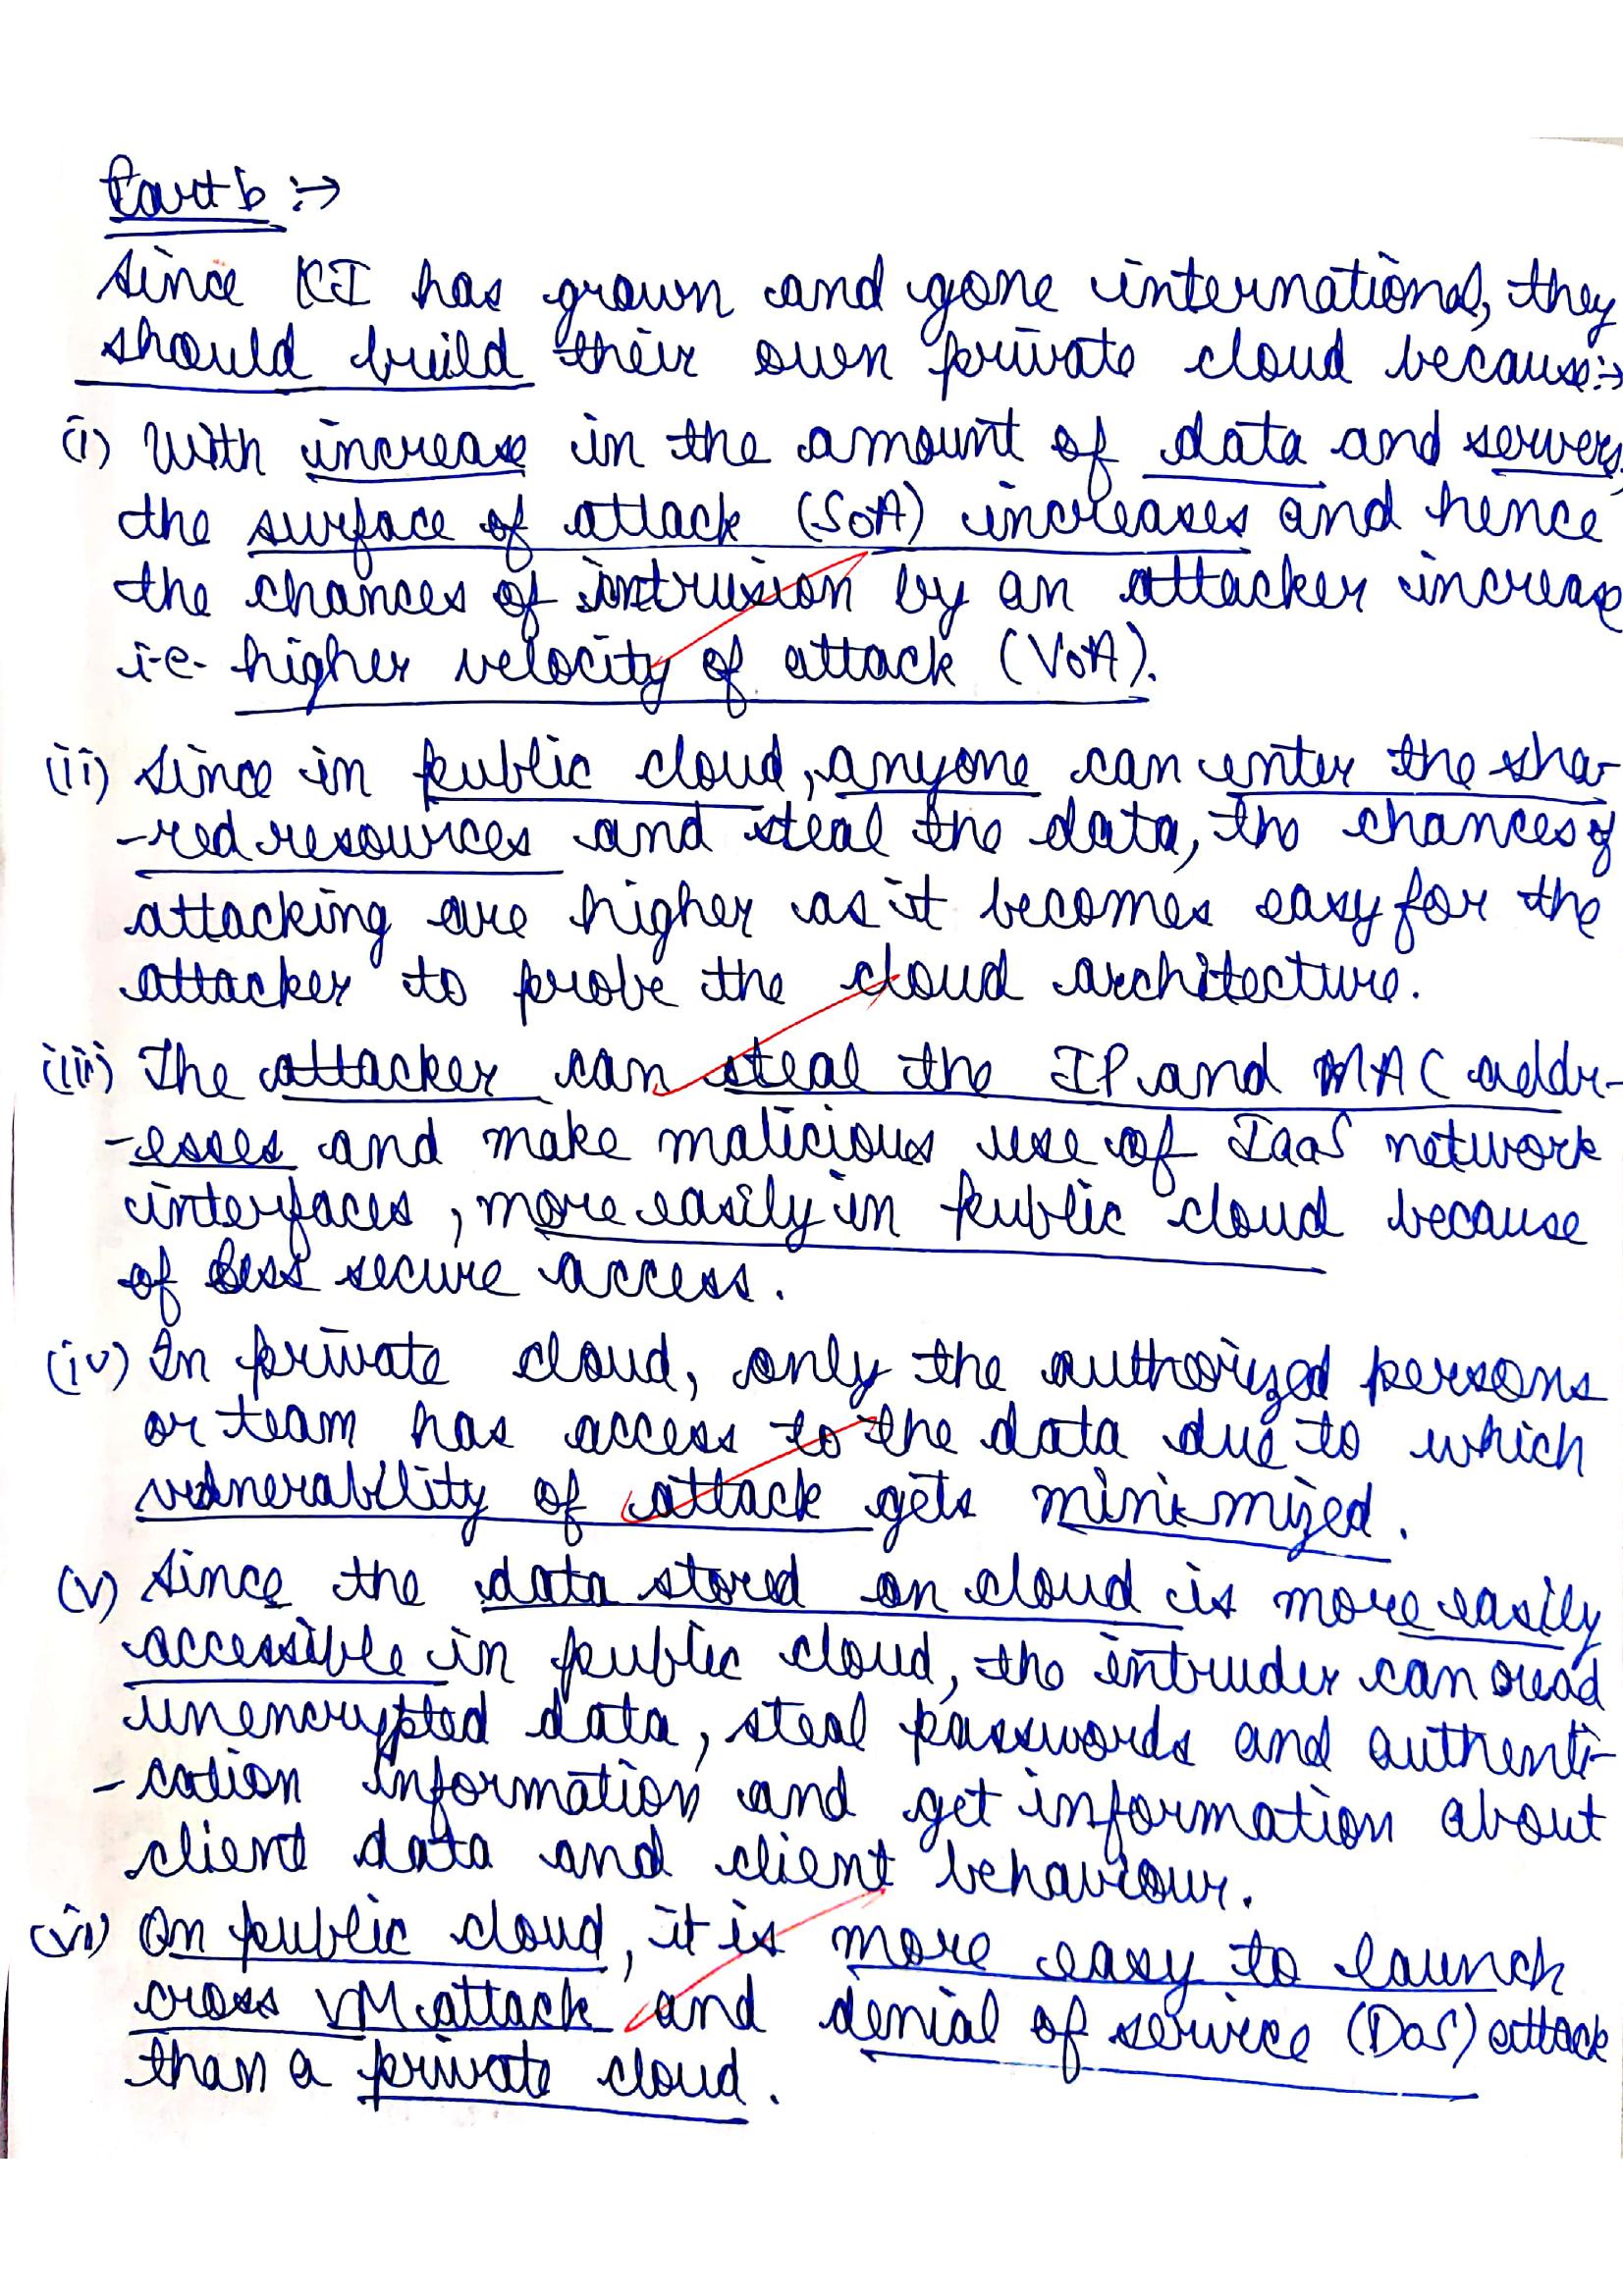 Part b :→
Since KI has grown and gone international, they
should build their own private cloud because:→
(i) With increase in the amount of data and servers,
the surface of attack (SoA) increases and hence
the chances of intrusion by an attacker increase
i.e. higher velocity of attack (VoA).
(ii) Since in public cloud, anyone can enter the sha-
-red resources and steal the data, the chances of
attacking are higher as it becomes easy for the
attacker to probe the cloud architecture.
(iii) The attacker can steal the IP and MAC addr-
-esses and make malicious use of IaaS network
interfaces, more easily in public cloud because
of less secure access.
(iv) In private cloud, only the authorized persons
or team has access to the data due to which
vulnerability of attack gets minimized.
(v) Since the data stored on cloud is more easily
accessible in public cloud, the intruder can read
unencrypted data, steal passwords and authenti-
-cation information and get information about
client data and client behaviour.
(vi) On public cloud, it is more easy to launch
cross VM attack and denial of service (DoS) attack
than a private cloud.